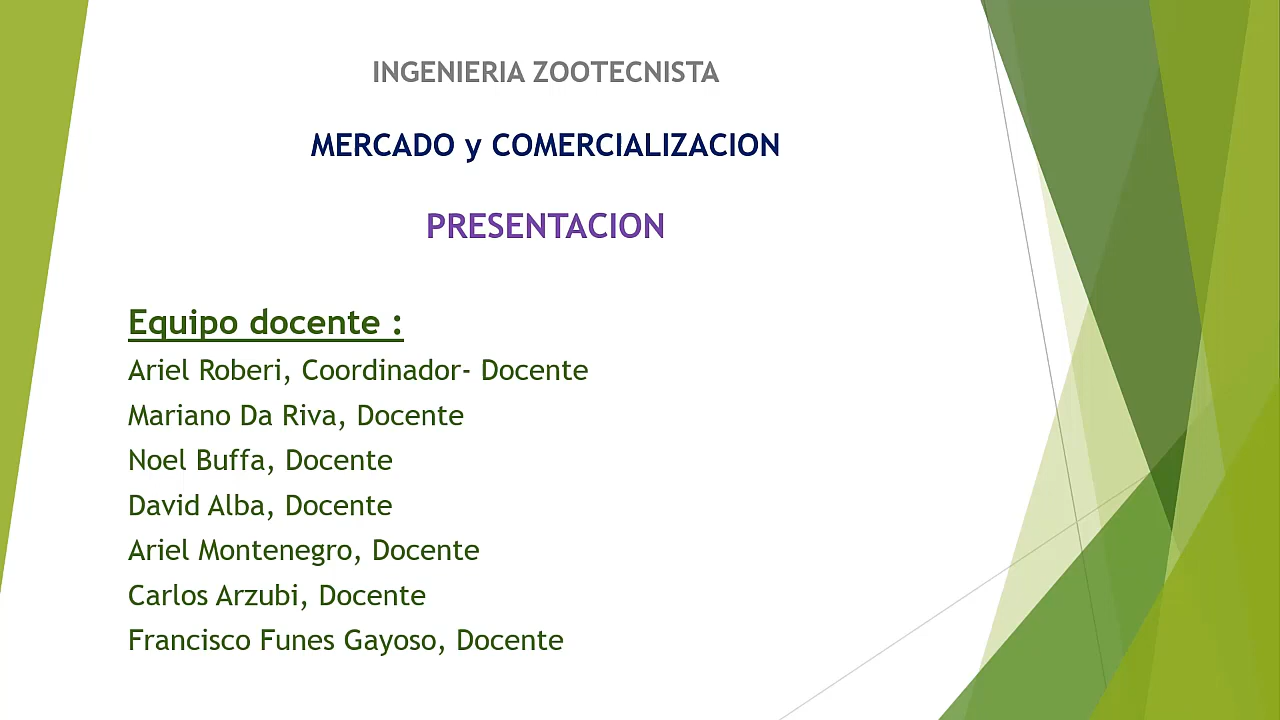 INGENIERIA ZOOTECNISTA
MERCADO y COMERCIALIZACION
PRESENTACION
Equipo docente :
Ariel Roberi, Coordinador- Docente
Mariano Da Riva, Docente
Noel Buffa, Docente
David Alba, Docente
Ariel Montenegro, Docente
Carlos Arzubi, Docente
Francisco Funes Gayoso, Docente